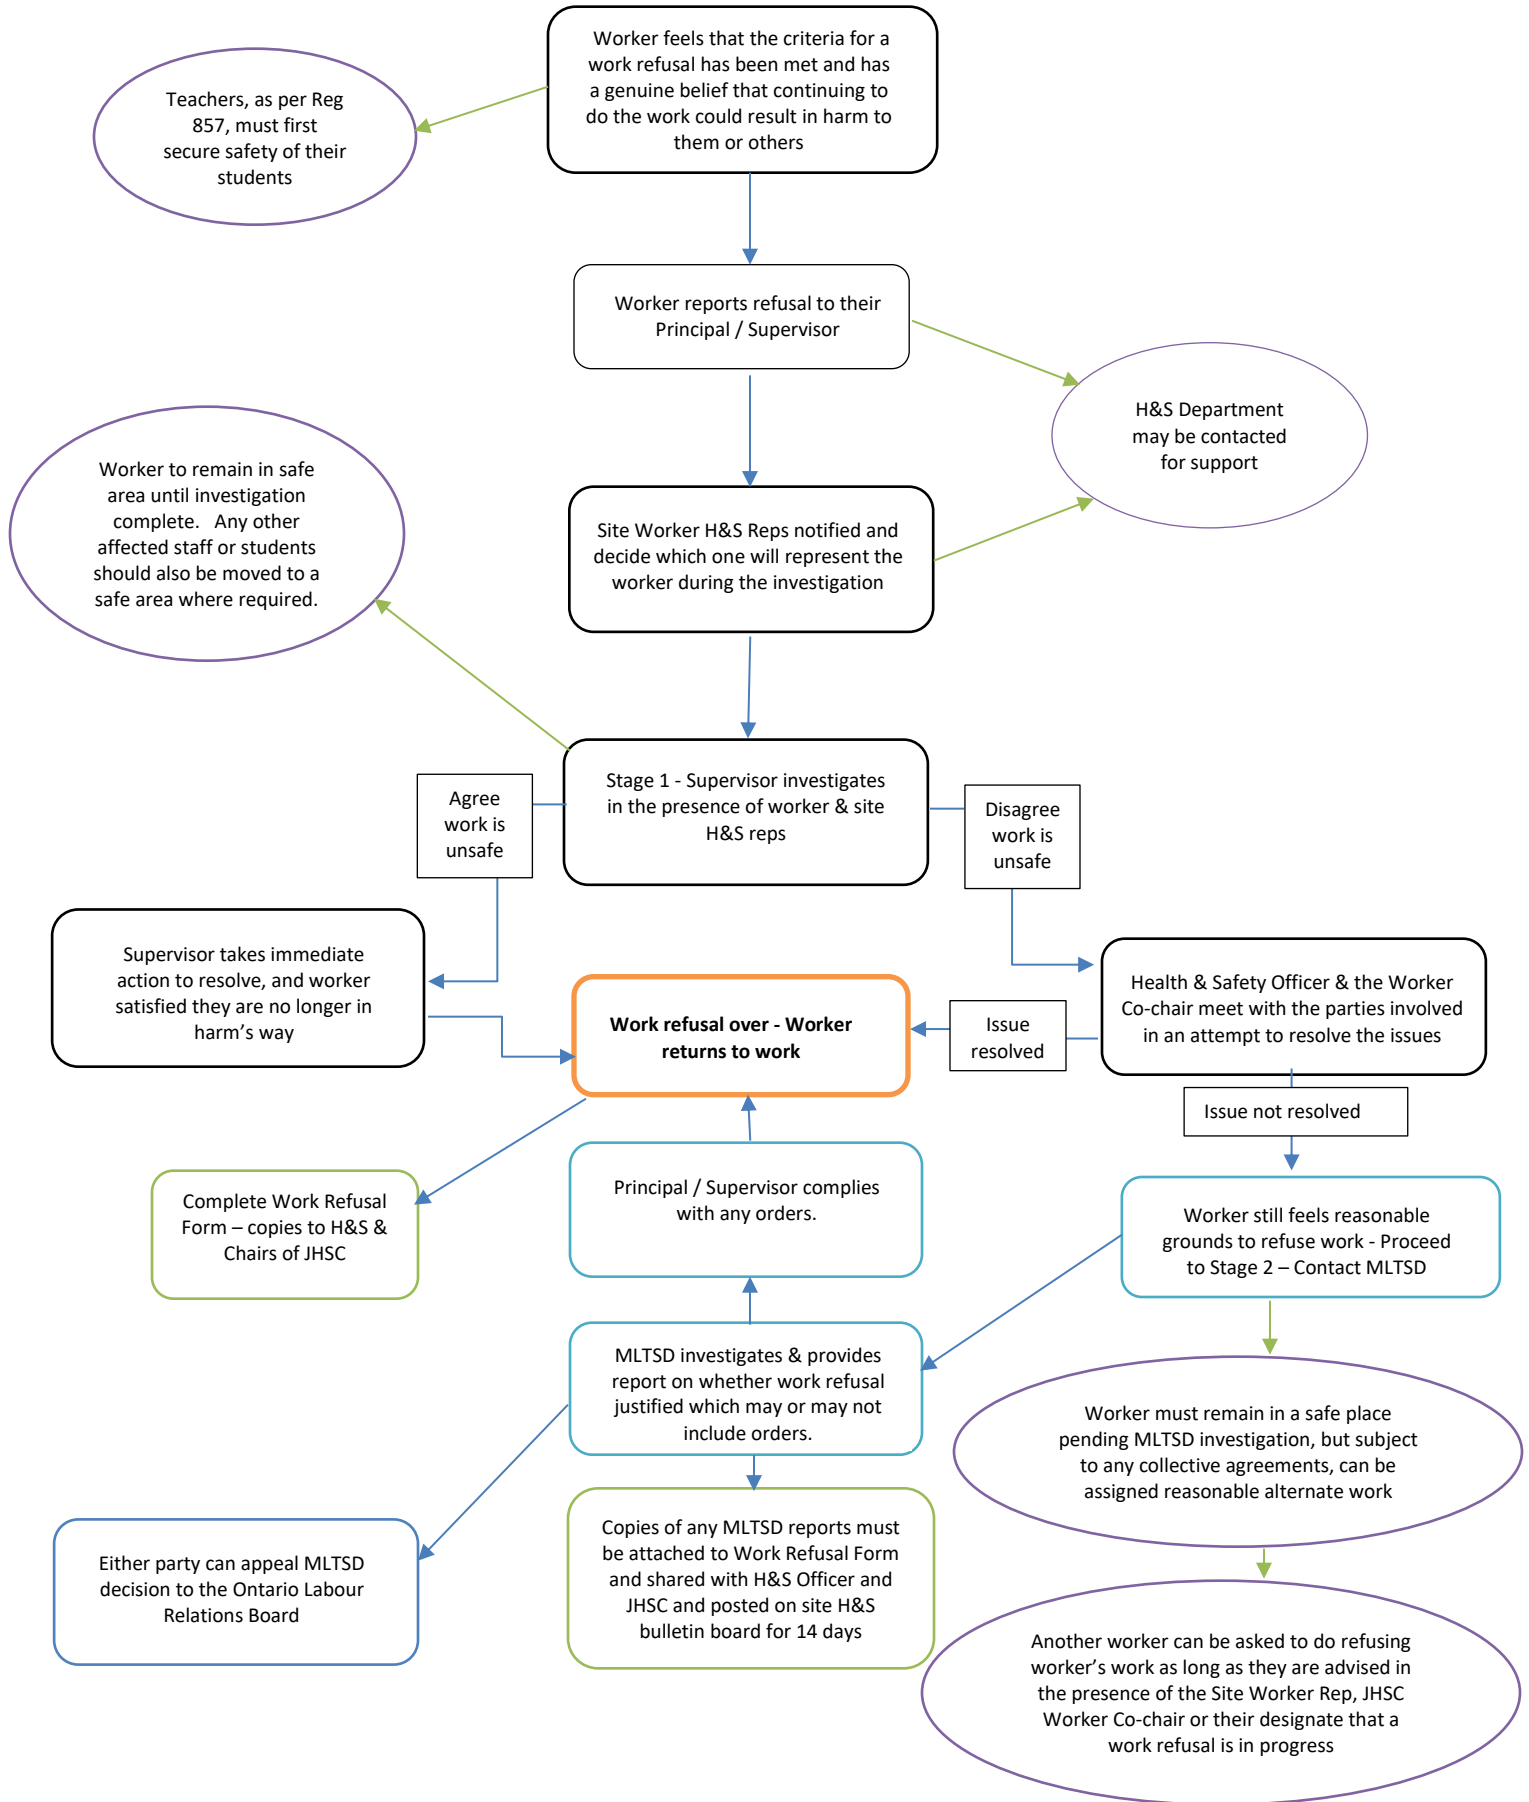 Worker feels that the criteria for a
work refusal has been met and has
a genuine belief that continuing to
do the work could result in harm to
them or others
Teachers, as per Reg
857, must first
secure safety of their
students
Worker reports refusal to their
Principal / Supervisor
H&S Department
may be contacted
for support
Worker to remain in safe
area until investigation
complete.   Any other
affected staff or students
should also be moved to a
safe area where required.
Site Worker H&S Reps notified and
decide which one will represent the
worker during the investigation
Stage 1 - Supervisor investigates
in the presence of worker & site
H&S reps
Agree
work is
unsafe
Disagree
work is
unsafe
Supervisor takes immediate
action to resolve, and worker
satisfied they are no longer in
harm’s way
Work refusal over - Worker
returns to work
Issue
resolved
Health & Safety Officer & the Worker
Co-chair meet with the parties involved
in an attempt to resolve the issues
Issue not resolved
Complete Work Refusal
Form – copies to H&S &
Chairs of JHSC
Principal / Supervisor complies
with any orders.
Worker still feels reasonable
grounds to refuse work - Proceed
to Stage 2 – Contact MLTSD
MLTSD investigates & provides
report on whether work refusal
justified which may or may not
include orders.
Worker must remain in a safe place
pending MLTSD investigation, but subject
to any collective agreements, can be
assigned reasonable alternate work
Either party can appeal MLTSD
decision to the Ontario Labour
Relations Board
Copies of any MLTSD reports must
be attached to Work Refusal Form
and shared with H&S Officer and
JHSC and posted on site H&S
bulletin board for 14 days
Another worker can be asked to do refusing
worker’s work as long as they are advised in
the presence of the Site Worker Rep, JHSC
Worker Co-chair or their designate that a
work refusal is in progress